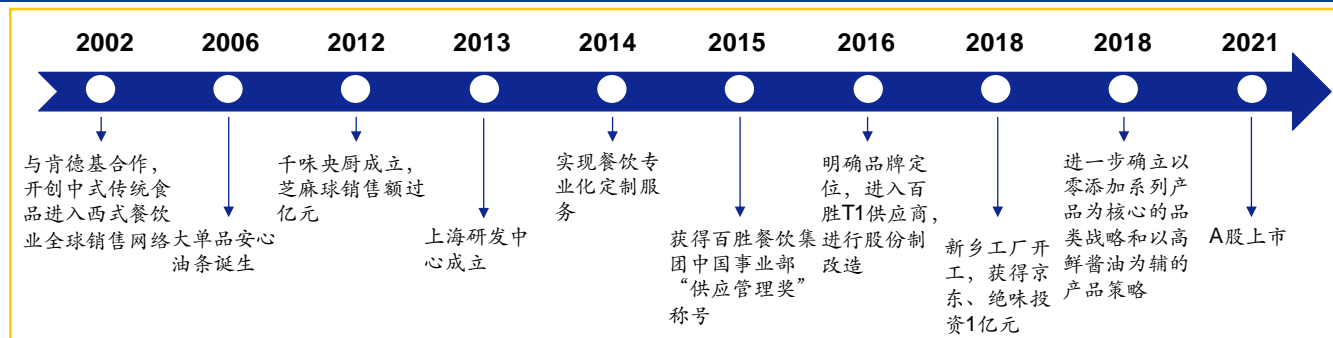 2002
2006
2012
2013
2014
2015
2016
2018
2018
2021
与肯德基合作，
开创中式传统食
品进入西式餐饮
业全球销售网络
大单品安心
油条诞生
千味央厨成立，
芝麻球销售额过
亿元
上海研发中
心成立
实现餐饮专
业化定制服
务
获得百胜餐饮集
团中国事业部
“供应管理奖”
称号
明确品牌定
位，进入百
胜T1供应商，
进行股份制
改造
新乡工厂开
工，获得京
东、绝味投
资1亿元
进一步确立以
零添加系列产
品为核心的品
类战略和以高
鲜酱油为辅的
产品策略
A股上市